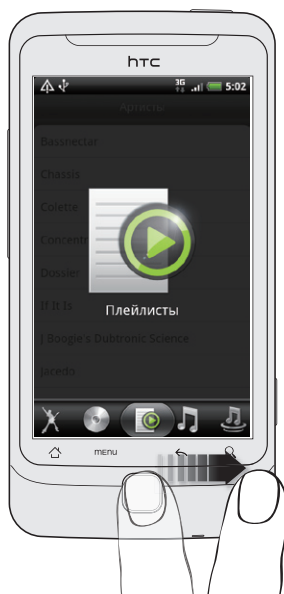 hTC
3G 5:02
Артисты
Bassnectar
Chassis
Colette
Dossier
If It Is
J Boogie's Dubtronic Science
Jacedo
Плейлисты
menu